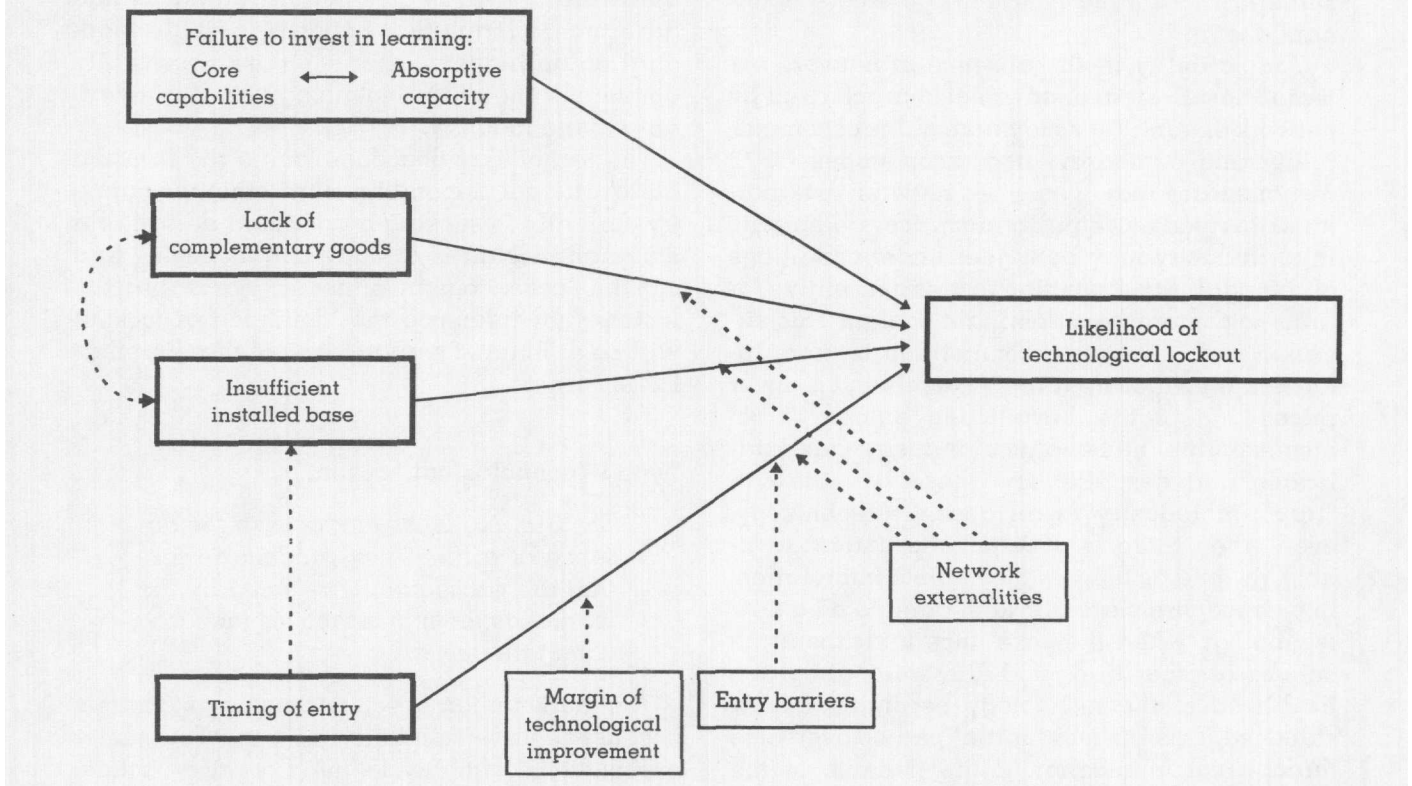 Failure to invest in learning:
Core
capabilities
Absorptive
capacity
Lack of
complementary goods
Likelihood of
technological lockout
Insufficient
installed base
Network
externalities
Timing of entry
Margin of
technological
improvement
Entry barriers